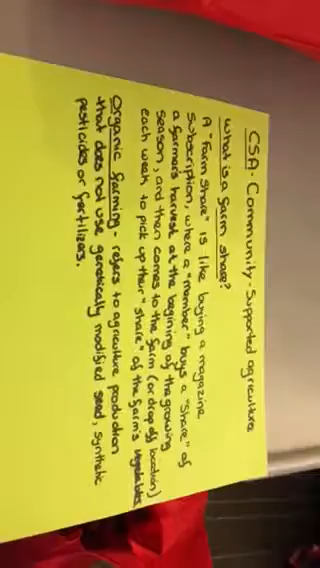 CSA - Community - Supported agriculture
What is a farm share?
A "Farm Share" is like buying a magazine
subscription, where a "member" buys a "share" of
a farmer's harvest at the begining of the growing
season, and then comes to the farm (or drop off location)
each week to pick up their "share" of the farm's vegetables.
Organic farming - refers to agriculture production
that does not use genetically modified seed, synthetic
pesticides or fertilizers.